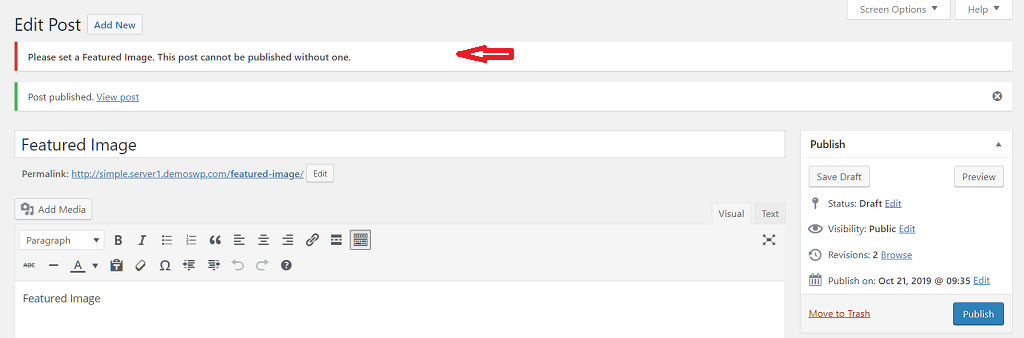 Screen Options Help
Edit Post Add New
Please set a Featured Image. This post cannot be published without one.
Post published. View post
Featured Image
Permalink: http://simple.server1.demoswp.com/featured-image/ Edit
Add Media
Visual Text
Paragraph B I
ABC A Ω
Featured Image
Publish
Save Draft Preview
Status: Draft Edit
Visibility: Public Edit
Revisions: 2 Browse
Publish on: Oct 21, 2019 @ 09:35 Edit
Move to Trash Publish